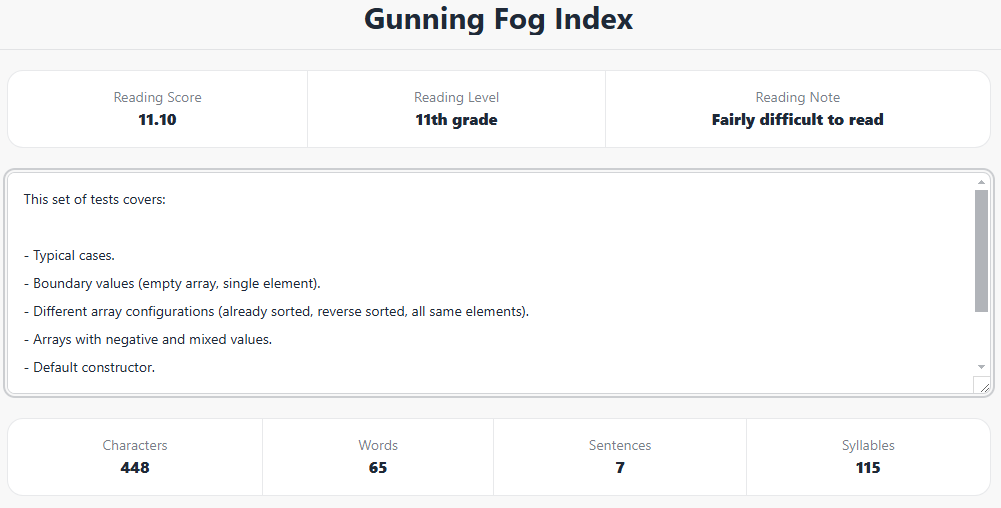 Gunning Fog Index
Reading Score
11.10
Reading Level
11th grade
Reading Note
Fairly difficult to read
This set of tests covers:
- Typical cases.
- Boundary values (empty array, single element).
- Different array configurations (already sorted, reverse sorted, all same elements).
- Arrays with negative and mixed values.
- Default constructor.
Characters
448
Words
65
Sentences
7
Syllables
115